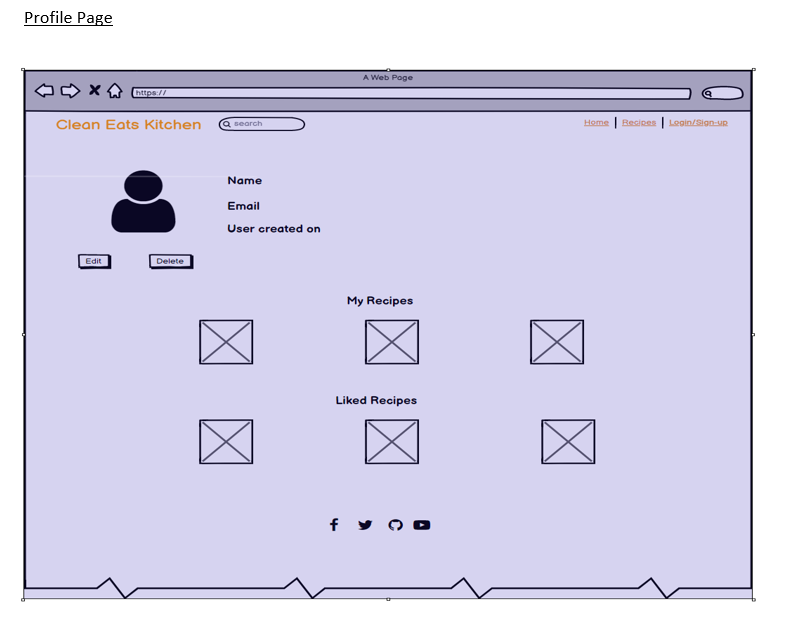 Profile Page
A Web Page
https://
Clean Eats Kitchen
search
Home | Recipes | Login/Sign-up
Name
Email
User created on
Edit
Delete
My Recipes
Liked Recipes